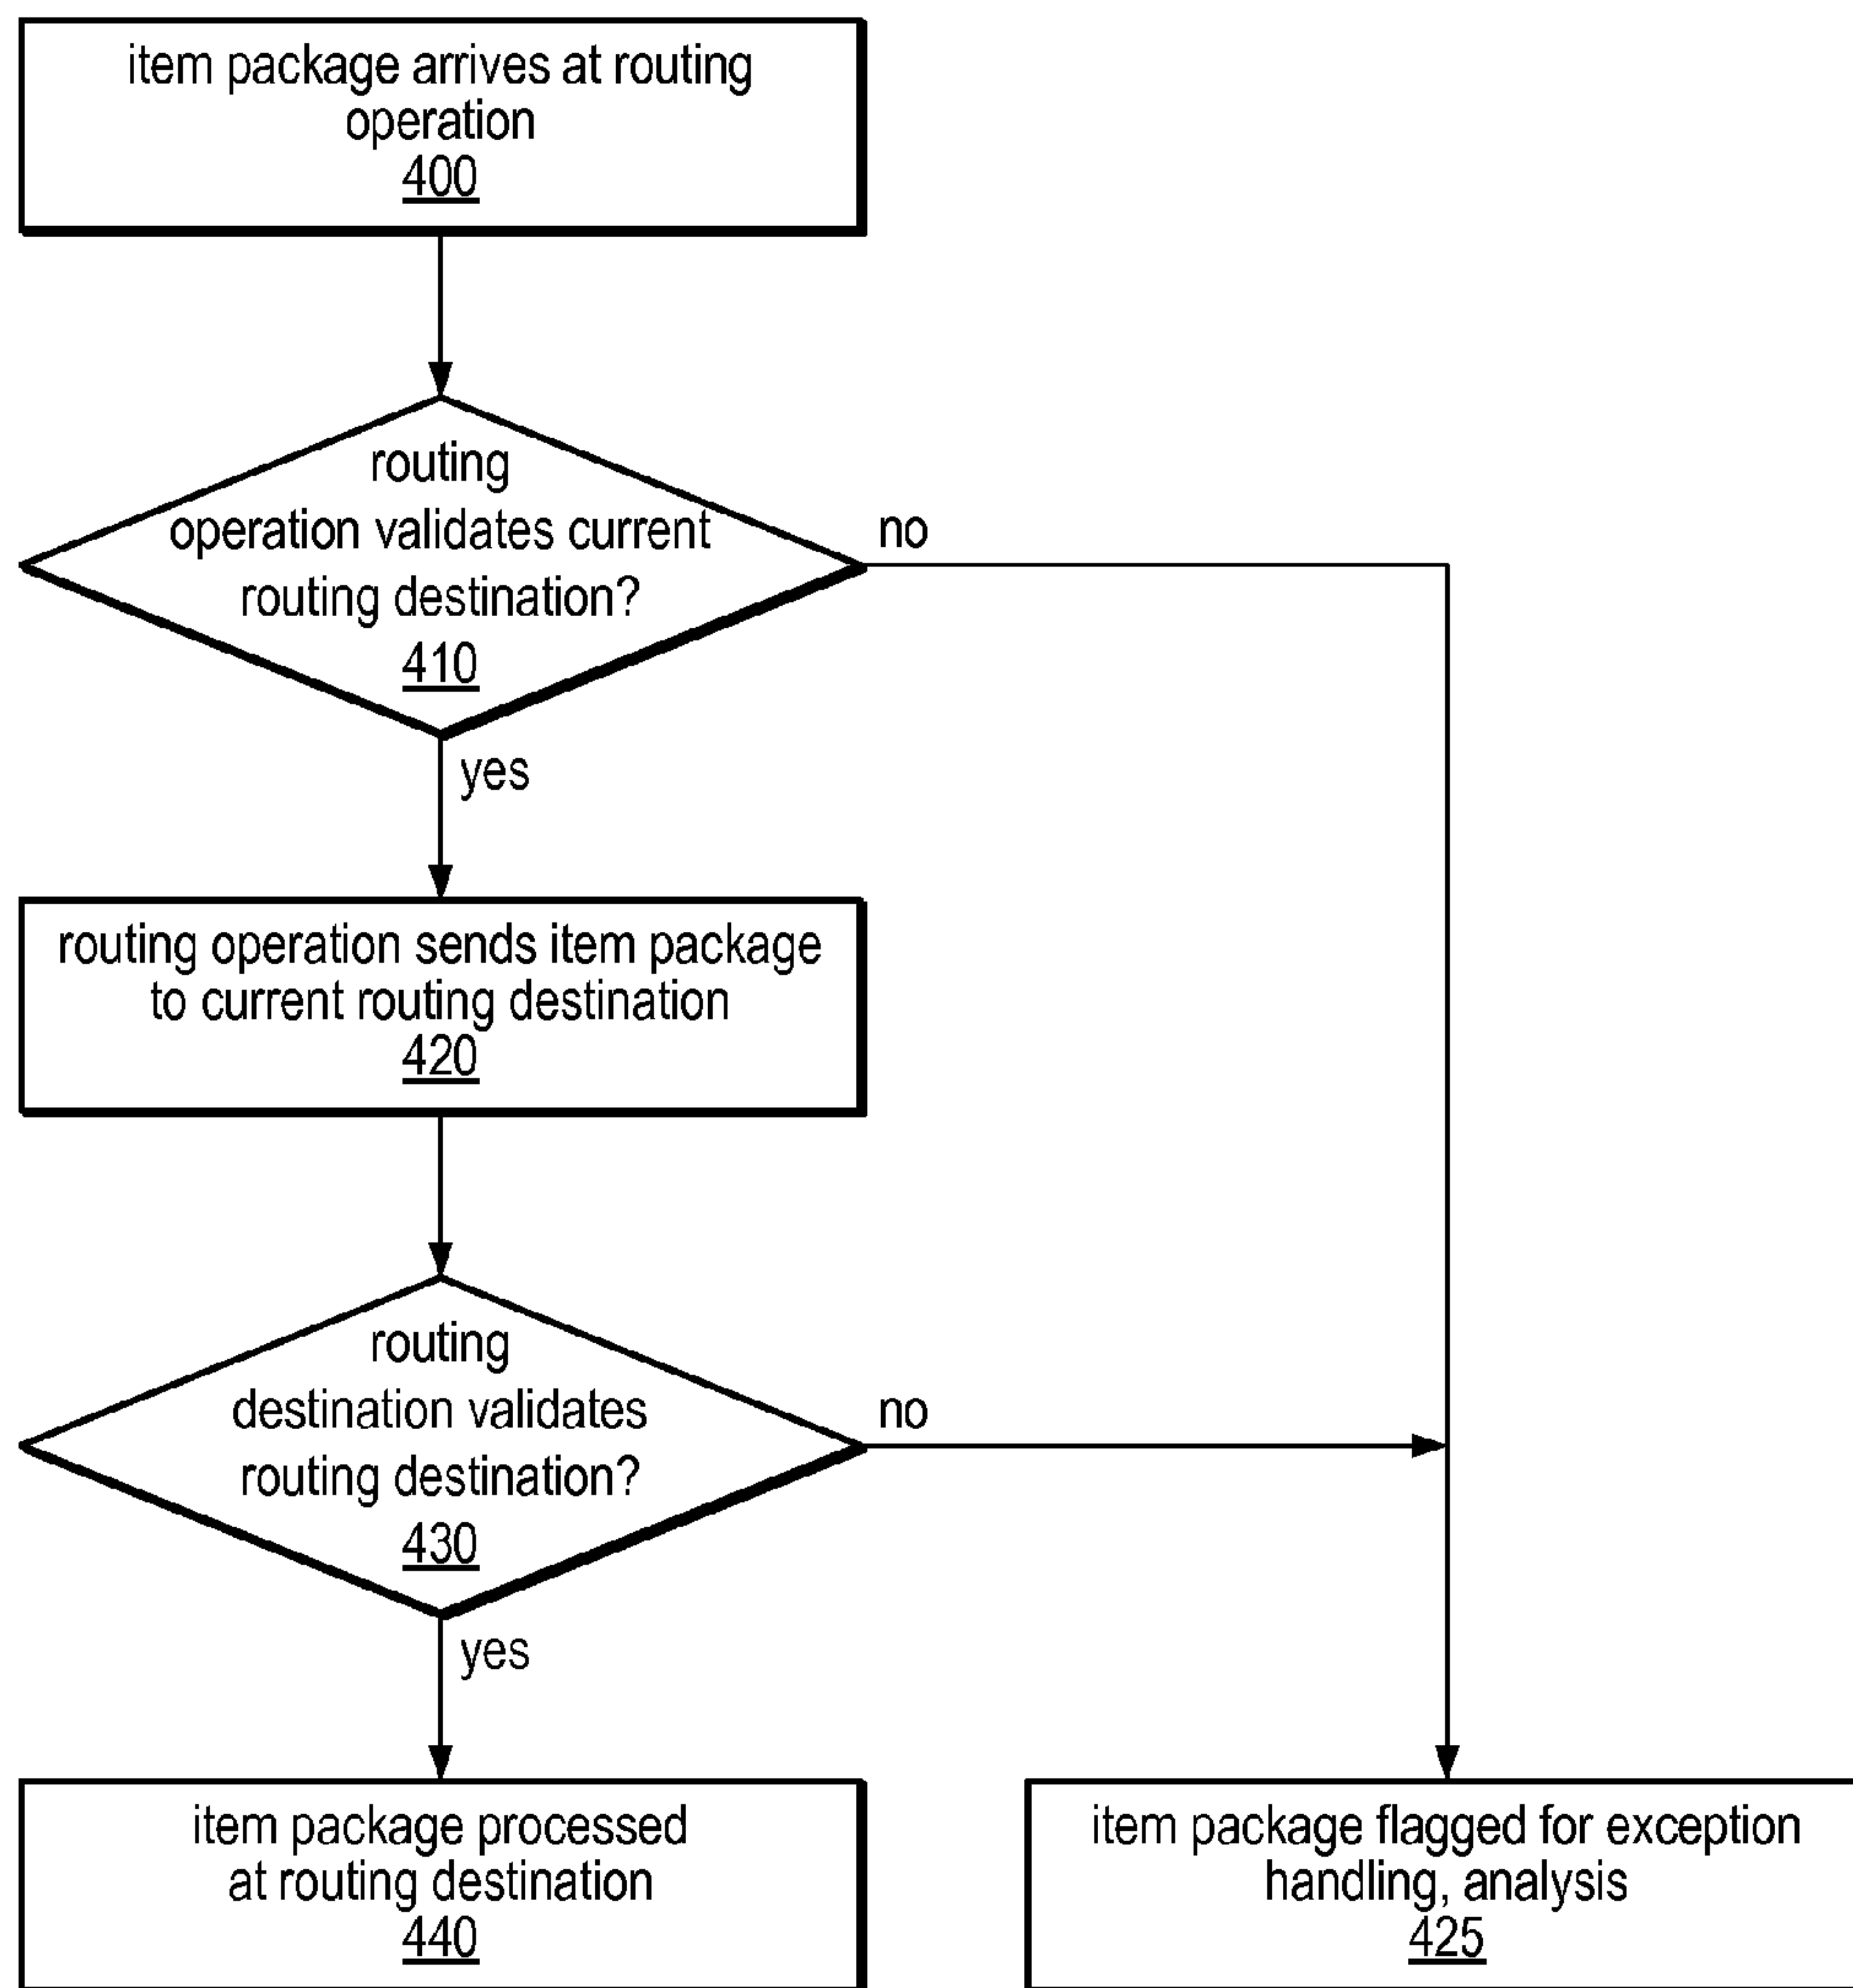 item package arrives at routing
operation
400
routing
operation validates current
routing destination?
410
no
yes
routing operation sends item package
to current routing destination
420
routing
destination validates
routing destination?
430
no
yes
item package processed
at routing destination
440
item package flagged for exception
handling, analysis
425